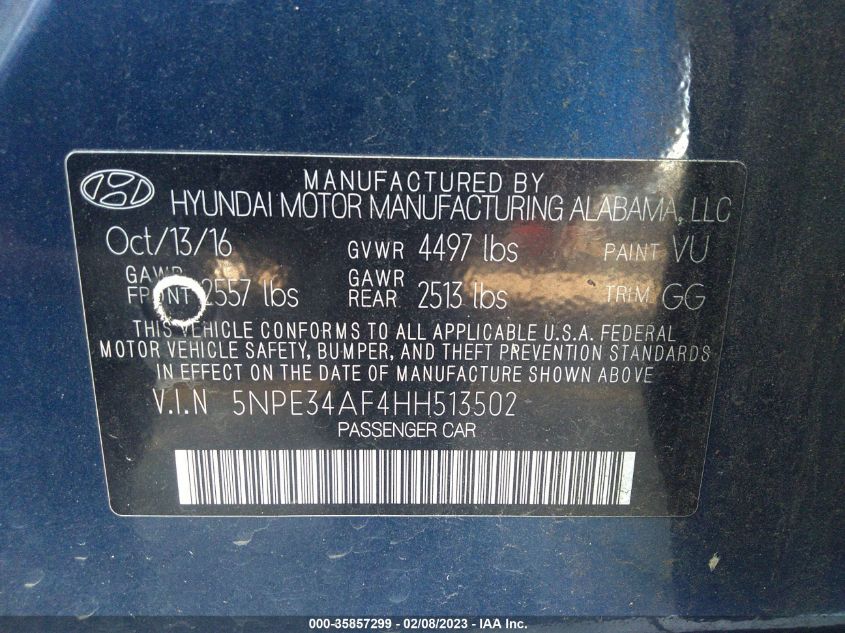 MANUFACTURED BY
HYUNDAI MOTOR MANUFACTURING ALABAMA, LLC
Oct/13/16 GVWR 4497 lbs PAINT VU
GAWR FRONT 2557 lbs GAWR REAR 2513 lbs TRIM GG
THIS VEHICLE CONFORMS TO ALL APPLICABLE U.S.A. FEDERAL
MOTOR VEHICLE SAFETY, BUMPER, AND THEFT PREVENTION STANDARDS
IN EFFECT ON THE DATE OF MANUFACTURE SHOWN ABOVE
V.I.N 5NPE34AF4HH513502
PASSENGER CAR
000-35857299 - 02/08/2023 - IAA Inc.